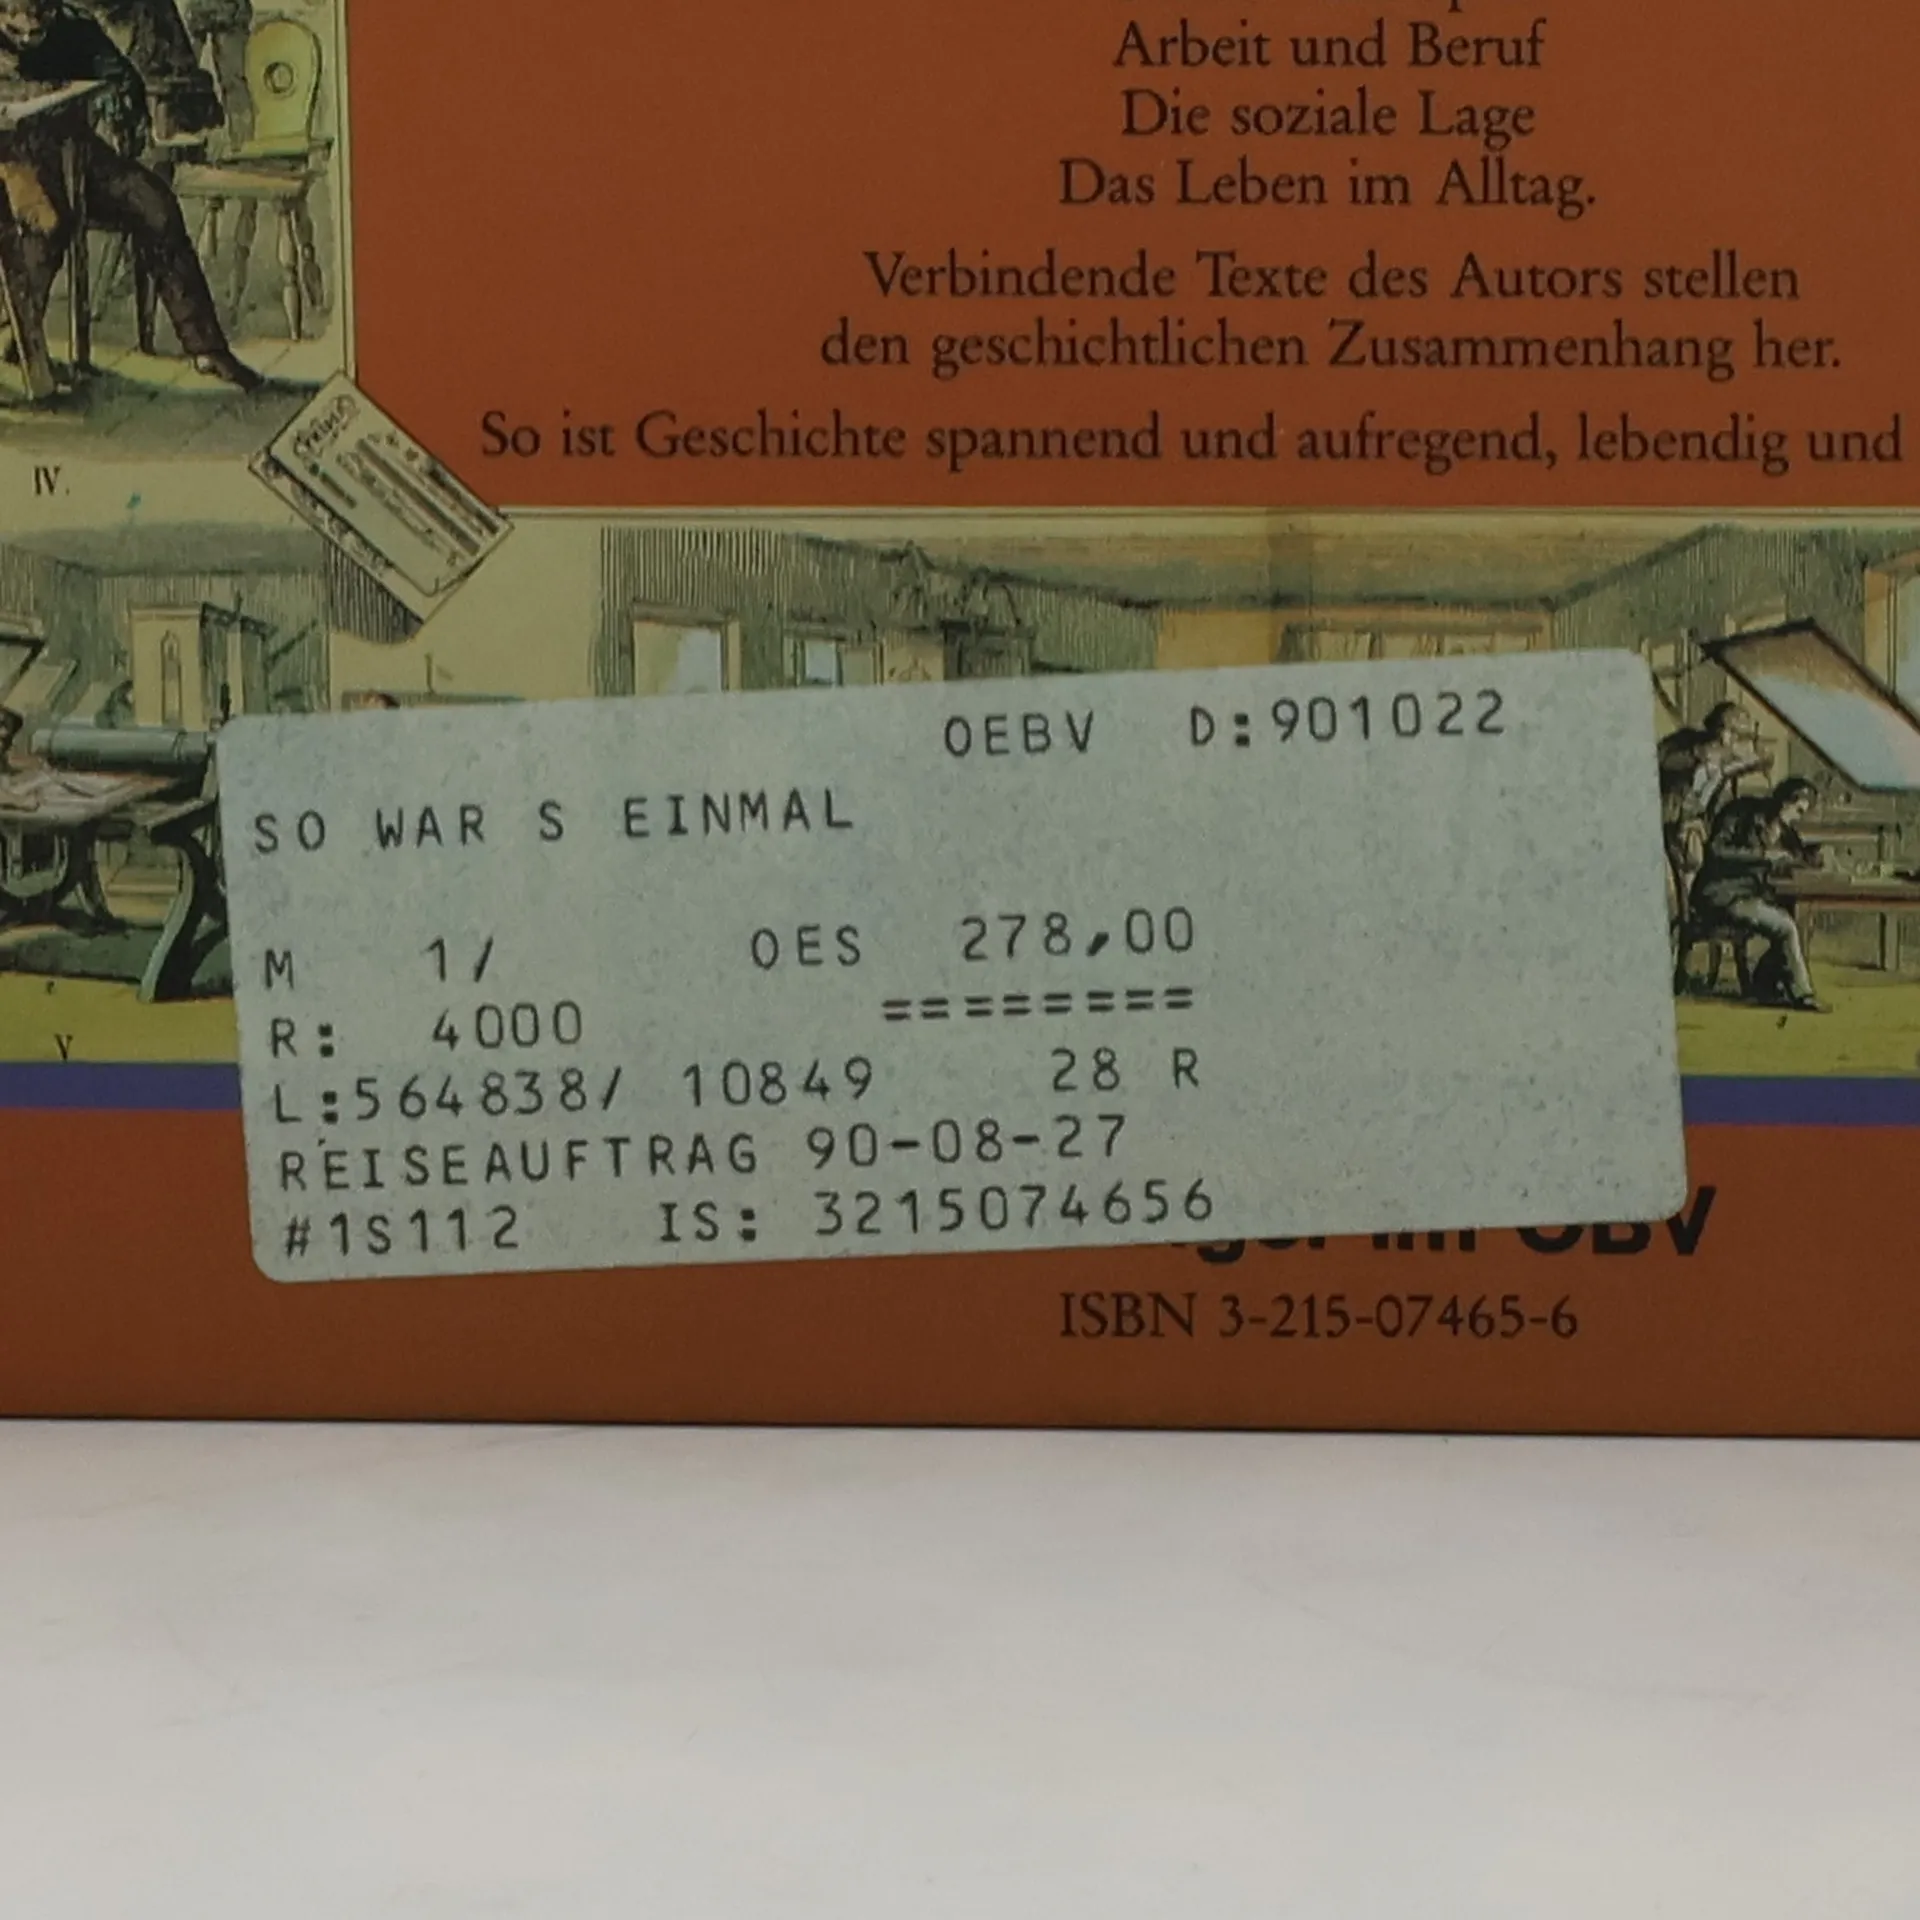 Arbeit und Beruf
Die soziale Lage
Das Leben im Alltag.
Verbindende Texte des Autors stellen
den geschichtlichen Zusammenhang her.
So ist Geschichte spannend und aufregend, lebendig und
IV.
OEBV D:901022
SO WAR S EINMAL
M 1/ OES 278,00
========
R: 4000
L:564838/ 10849 28 R
REISEAUFTRAG 90-08-27
#1S112 IS: 3215074656
V
im ÖBV
ISBN 3-215-07465-6